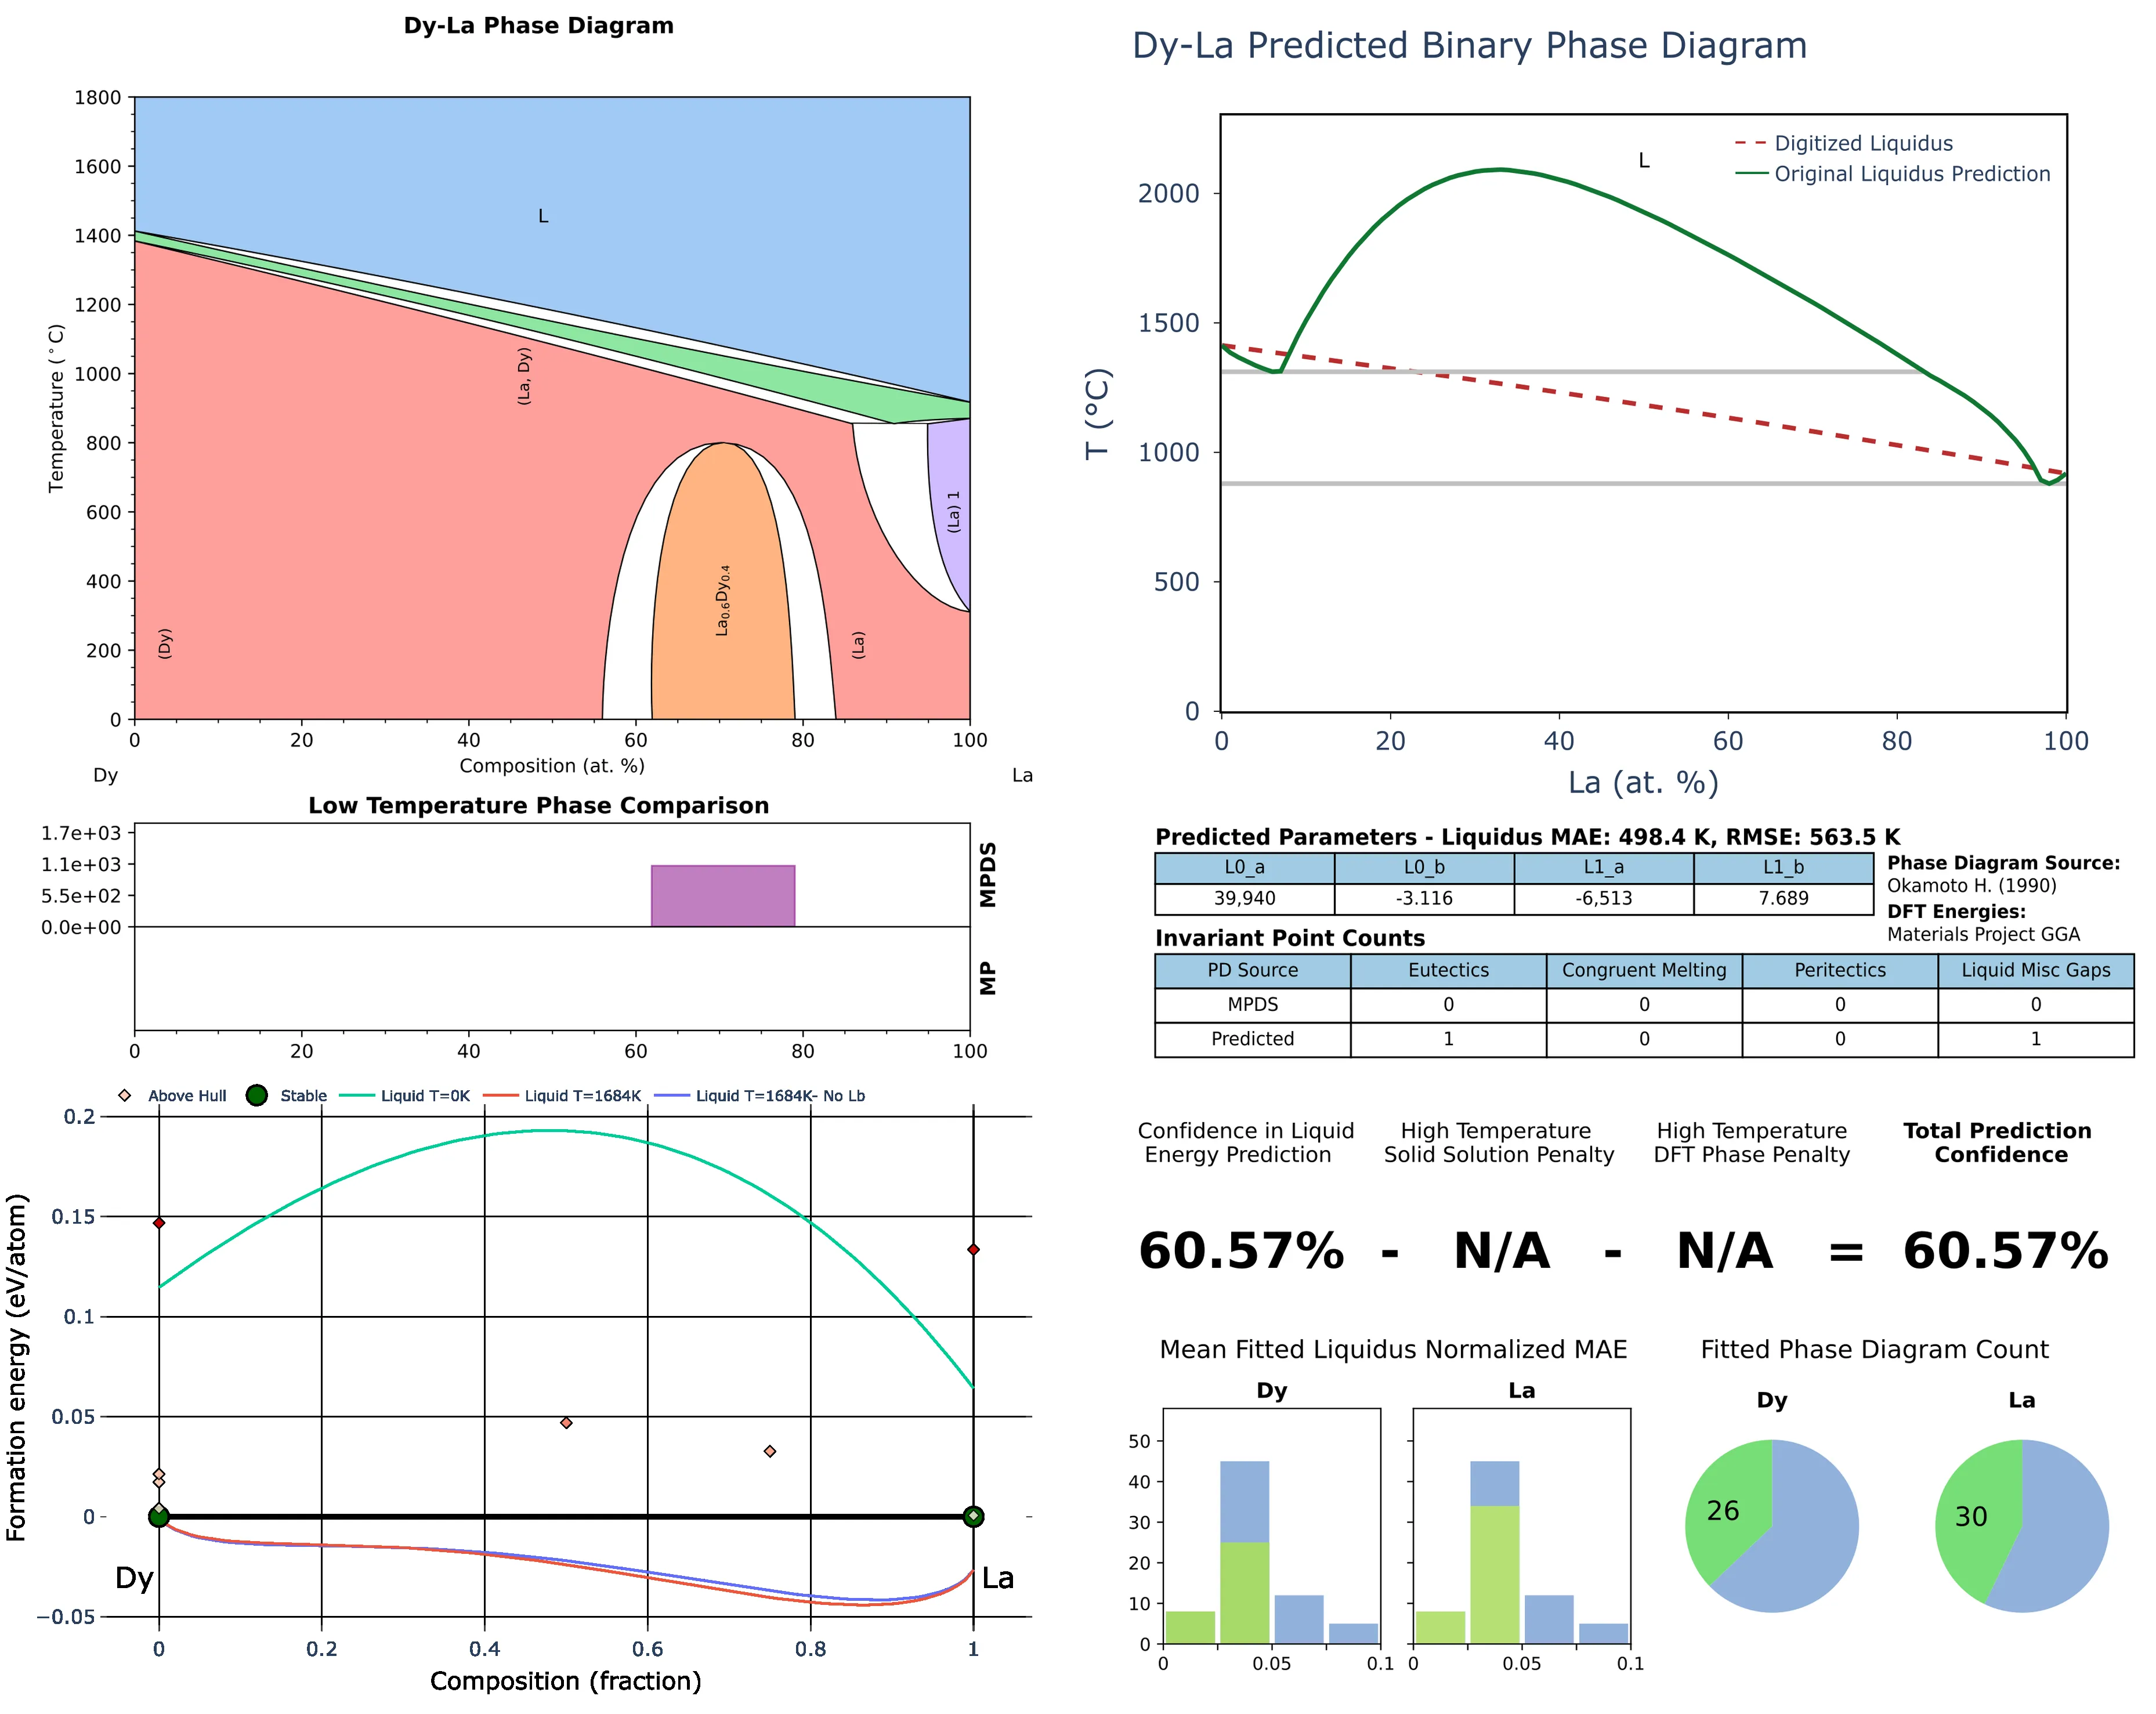 Dy-La Phase Diagram
1800
1600
1400
1200
1000
800
600
400
200
0
Temperature (°C)
L
(La, Dy)
(Dy)
La0.6Dy0.4
(La)
(La) 1
0 20 40 60 80 100
Composition (at. %)
Dy La
Dy-La Predicted Binary Phase Diagram
L
Digitized Liquidus
Original Liquidus Prediction
2000
1500
1000
500
0
T (°C)
0 20 40 60 80 100
La (at. %)
Low Temperature Phase Comparison
1.7e+03
1.1e+03
5.5e+02
0.0e+00
MPDS
MP
0 20 40 60 80 100
Predicted Parameters - Liquidus MAE: 498.4 K, RMSE: 563.5 K
L0_a L0_b L1_a L1_b
39,940 -3.116 -6,513 7.689
Phase Diagram Source:
Okamoto H. (1990)
DFT Energies:
Materials Project GGA
Invariant Point Counts
PD Source Eutectics Congruent Melting Peritectics Liquid Misc Gaps
MPDS 0 0 0 0
Predicted 1 0 0 1
Above Hull Stable Liquid T=0K Liquid T=1684K Liquid T=1684K- No Lb
0.2
0.15
0.1
0.05
0
−0.05
Formation energy (eV/atom)
Dy La
0 0.2 0.4 0.6 0.8 1
Composition (fraction)
Confidence in Liquid
Energy Prediction
High Temperature
Solid Solution Penalty
High Temperature
DFT Phase Penalty
Total Prediction
Confidence
60.57% - N/A - N/A = 60.57%
Mean Fitted Liquidus Normalized MAE
Dy La
50
40
30
20
10
0
0 0.05 0.1 0 0.05 0.1
Fitted Phase Diagram Count
Dy La
26 30